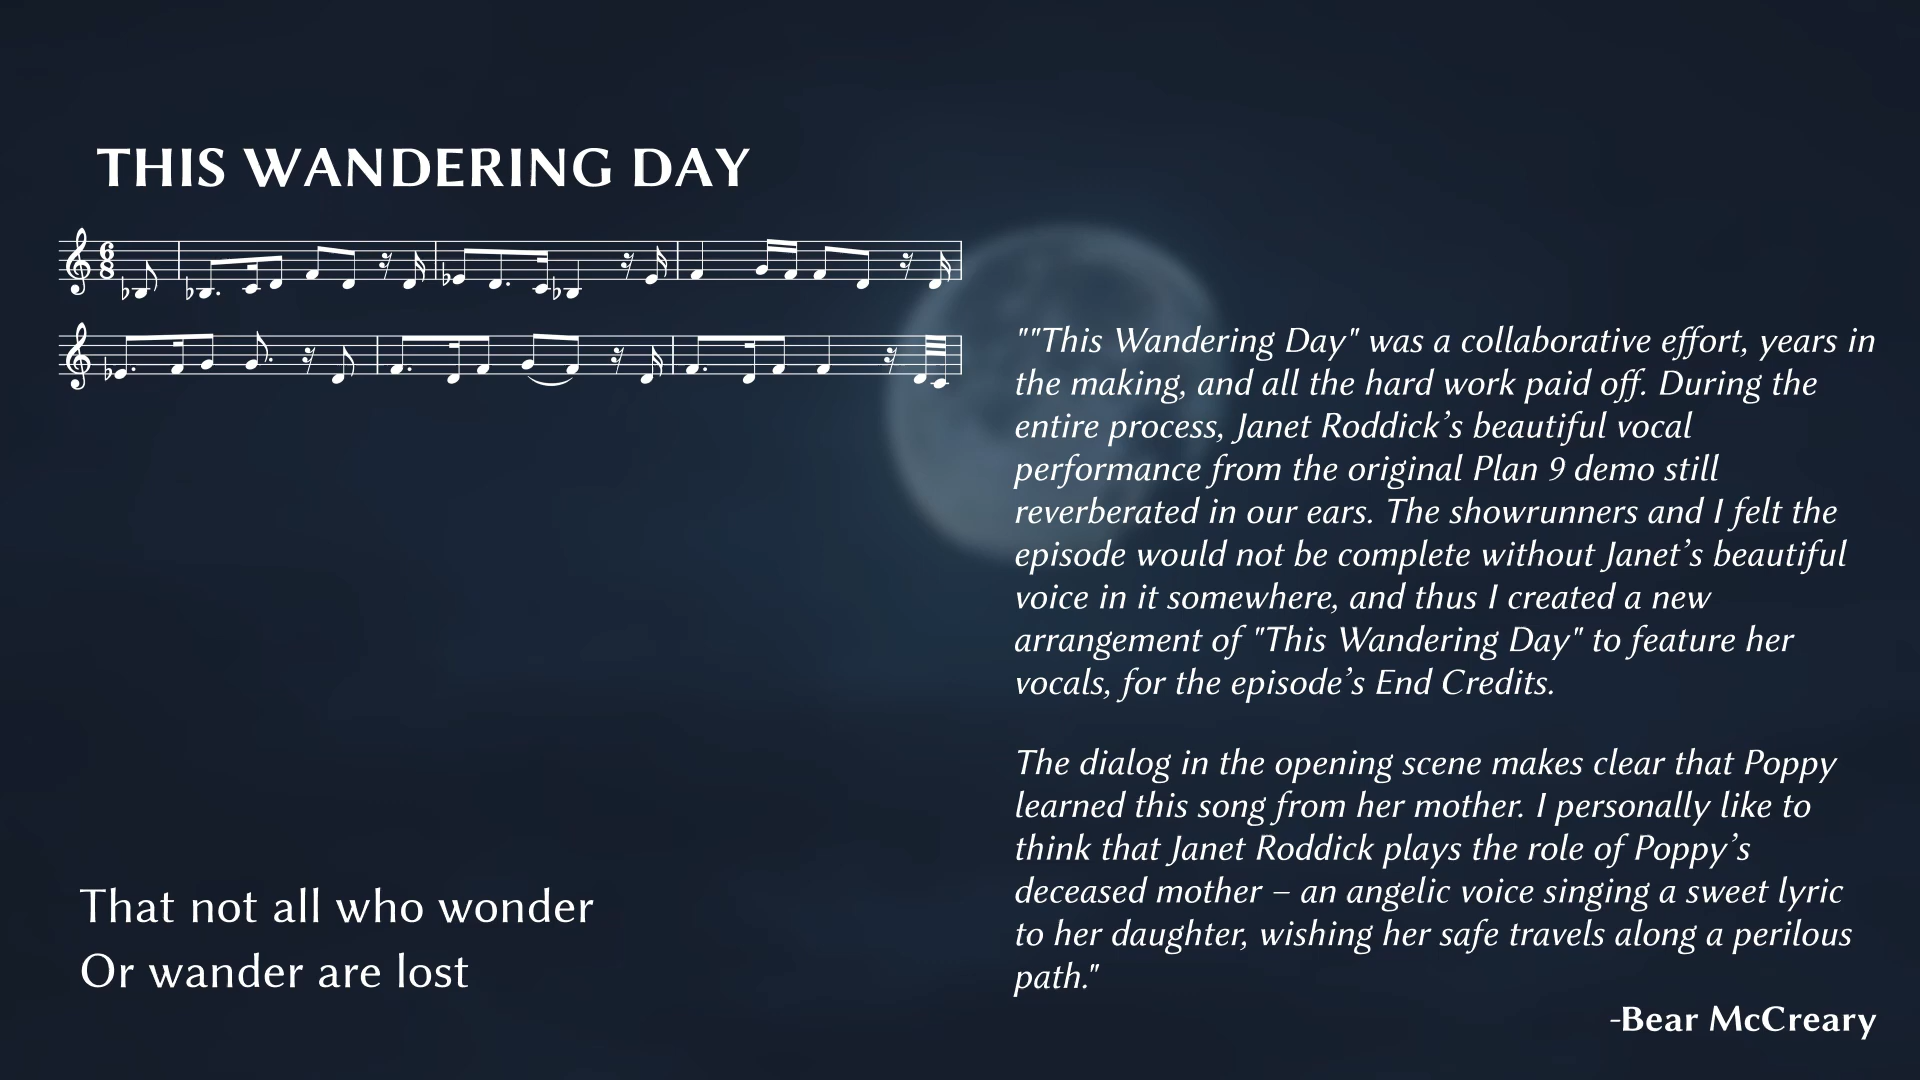 THIS WANDERING DAY
6
8
""This Wandering Day" was a collaborative effort, years in
the making, and all the hard work paid off. During the
entire process, Janet Roddick’s beautiful vocal
performance from the original Plan 9 demo still
reverberated in our ears. The showrunners and I felt the
episode would not be complete without Janet’s beautiful
voice in it somewhere, and thus I created a new
arrangement of "This Wandering Day" to feature her
vocals, for the episode’s End Credits.
The dialog in the opening scene makes clear that Poppy
learned this song from her mother. I personally like to
think that Janet Roddick plays the role of Poppy’s
deceased mother – an angelic voice singing a sweet lyric
to her daughter, wishing her safe travels along a perilous
path."
-Bear McCreary
That not all who wonder
Or wander are lost